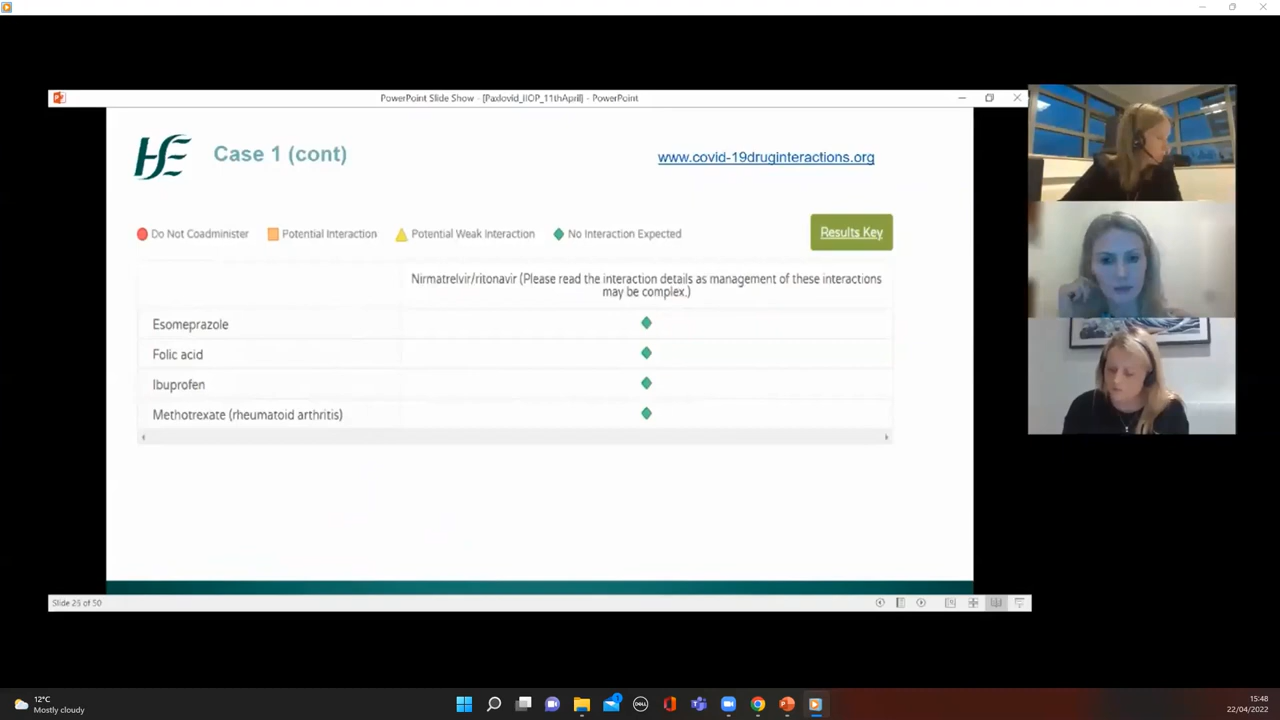 PowerPoint Slide Show - [Paxlovid_IIOP_11thApril] - PowerPoint
Case 1 (cont)
www.covid-19druginteractions.org
Do Not Coadminister
Potential Interaction
Potential Weak Interaction
No Interaction Expected
Results Key
Nirmatrelvir/ritonavir (Please read the interaction details as management of these interactions
may be complex.)
Esomeprazole
Folic acid
Ibuprofen
Methotrexate (rheumatoid arthritis)
Slide 25 of 50
12°C
Mostly cloudy
15:48
22/04/2022